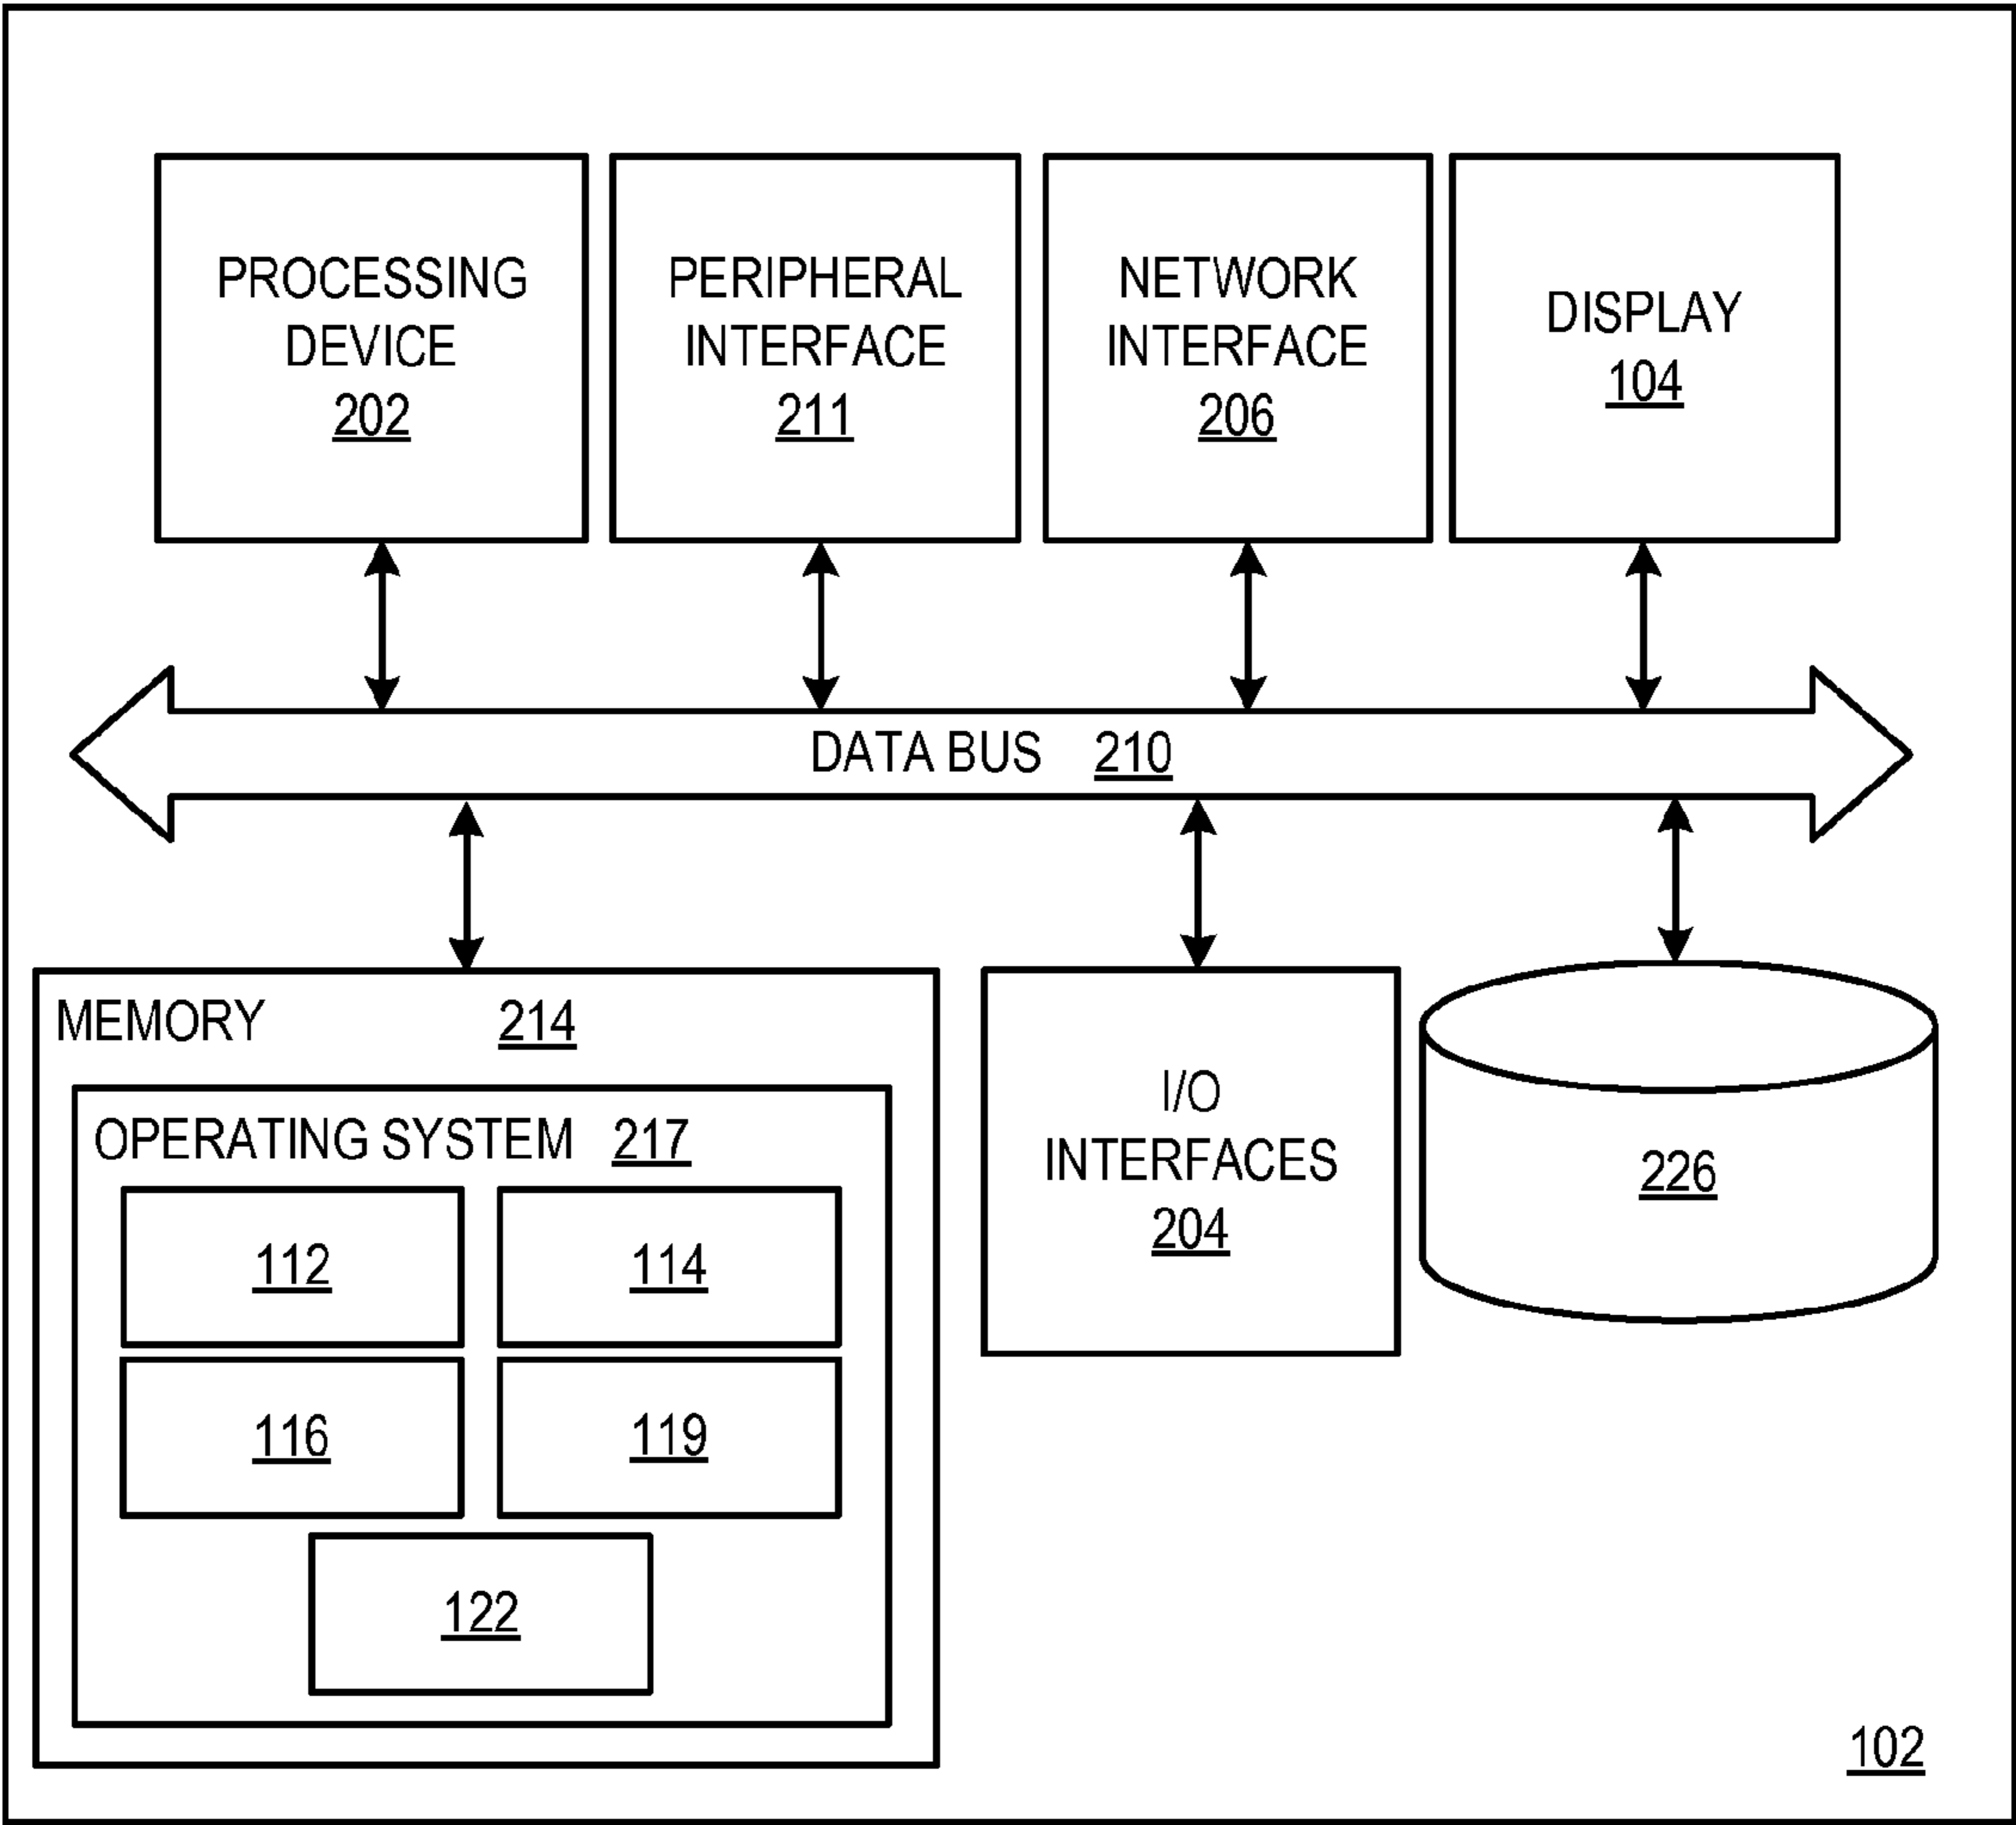 PROCESSING
DEVICE
202
PERIPHERAL
INTERFACE
211
NETWORK
INTERFACE
206
DISPLAY
104
DATA BUS 210
MEMORY 214
OPERATING SYSTEM 217
112
114
116
119
122
I/O
INTERFACES
204
226
102